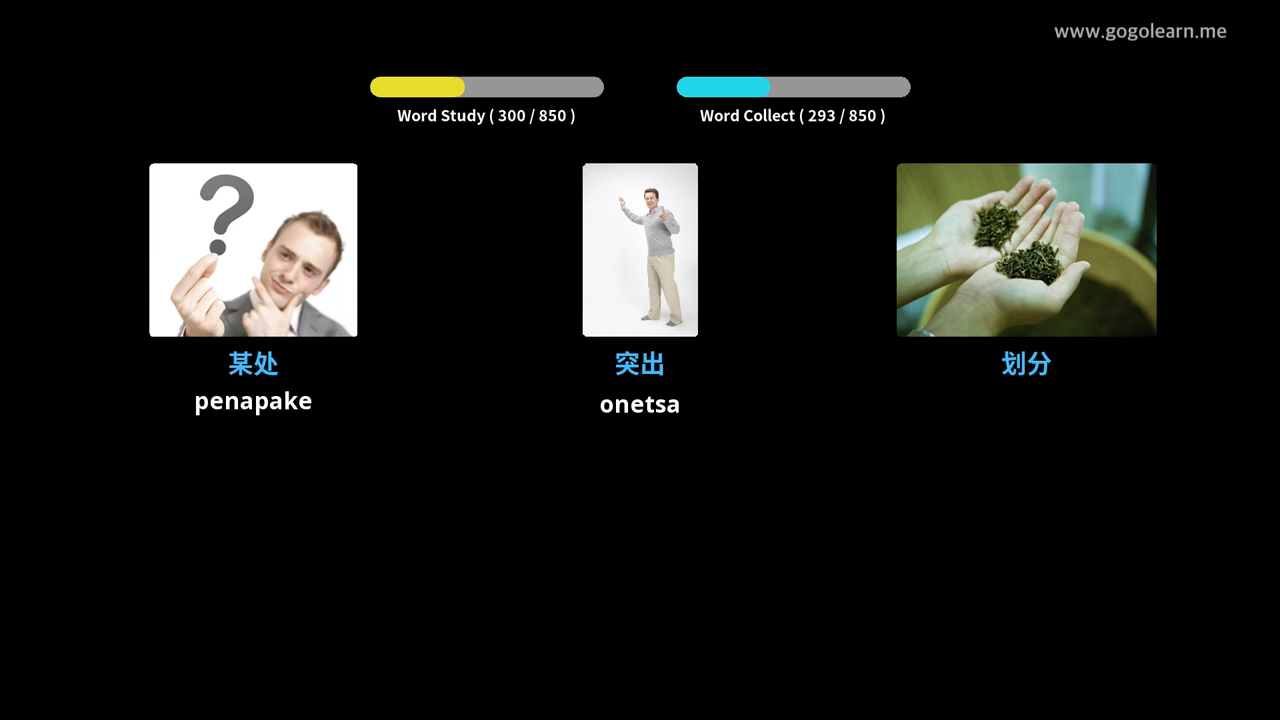 www.gogolearn.me
Word Study ( 300 / 850 )
Word Collect ( 293 / 850 )
某处
penapake
突出
onetsa
划分